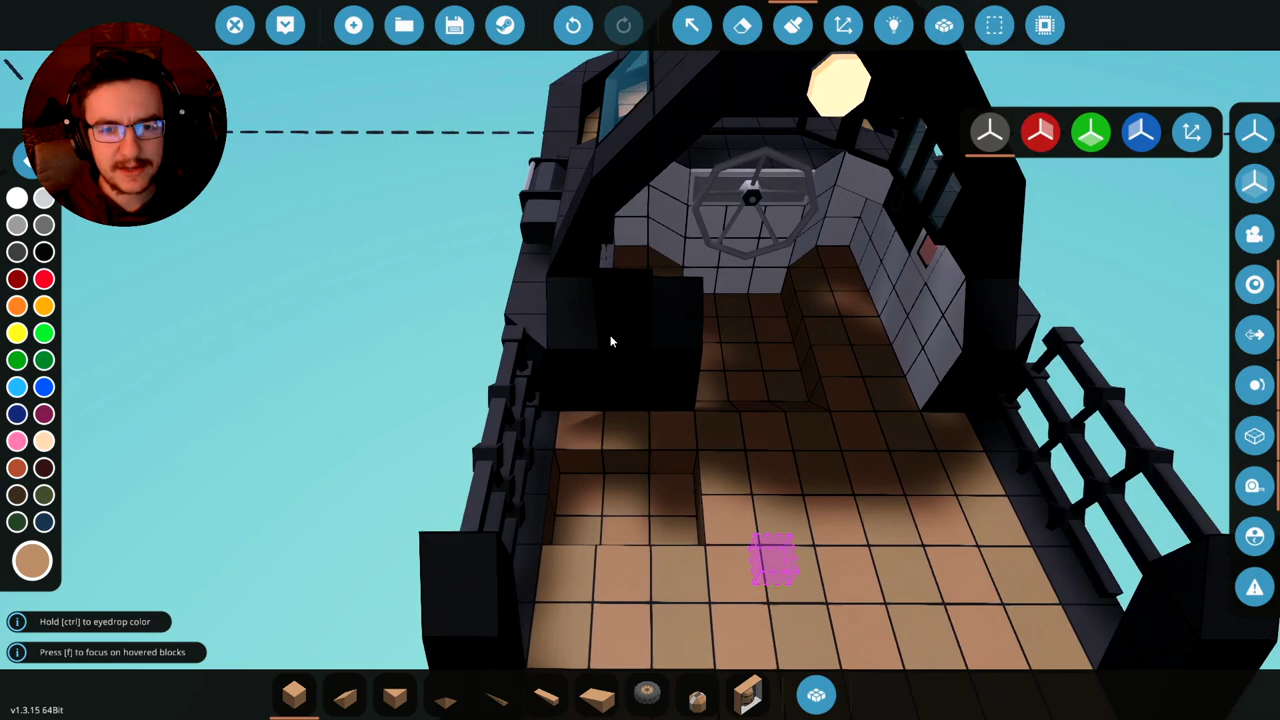 Hold [ctrl] to eyedrop color
Press [f] to focus on hovered blocks
v1.3.15 64Bit